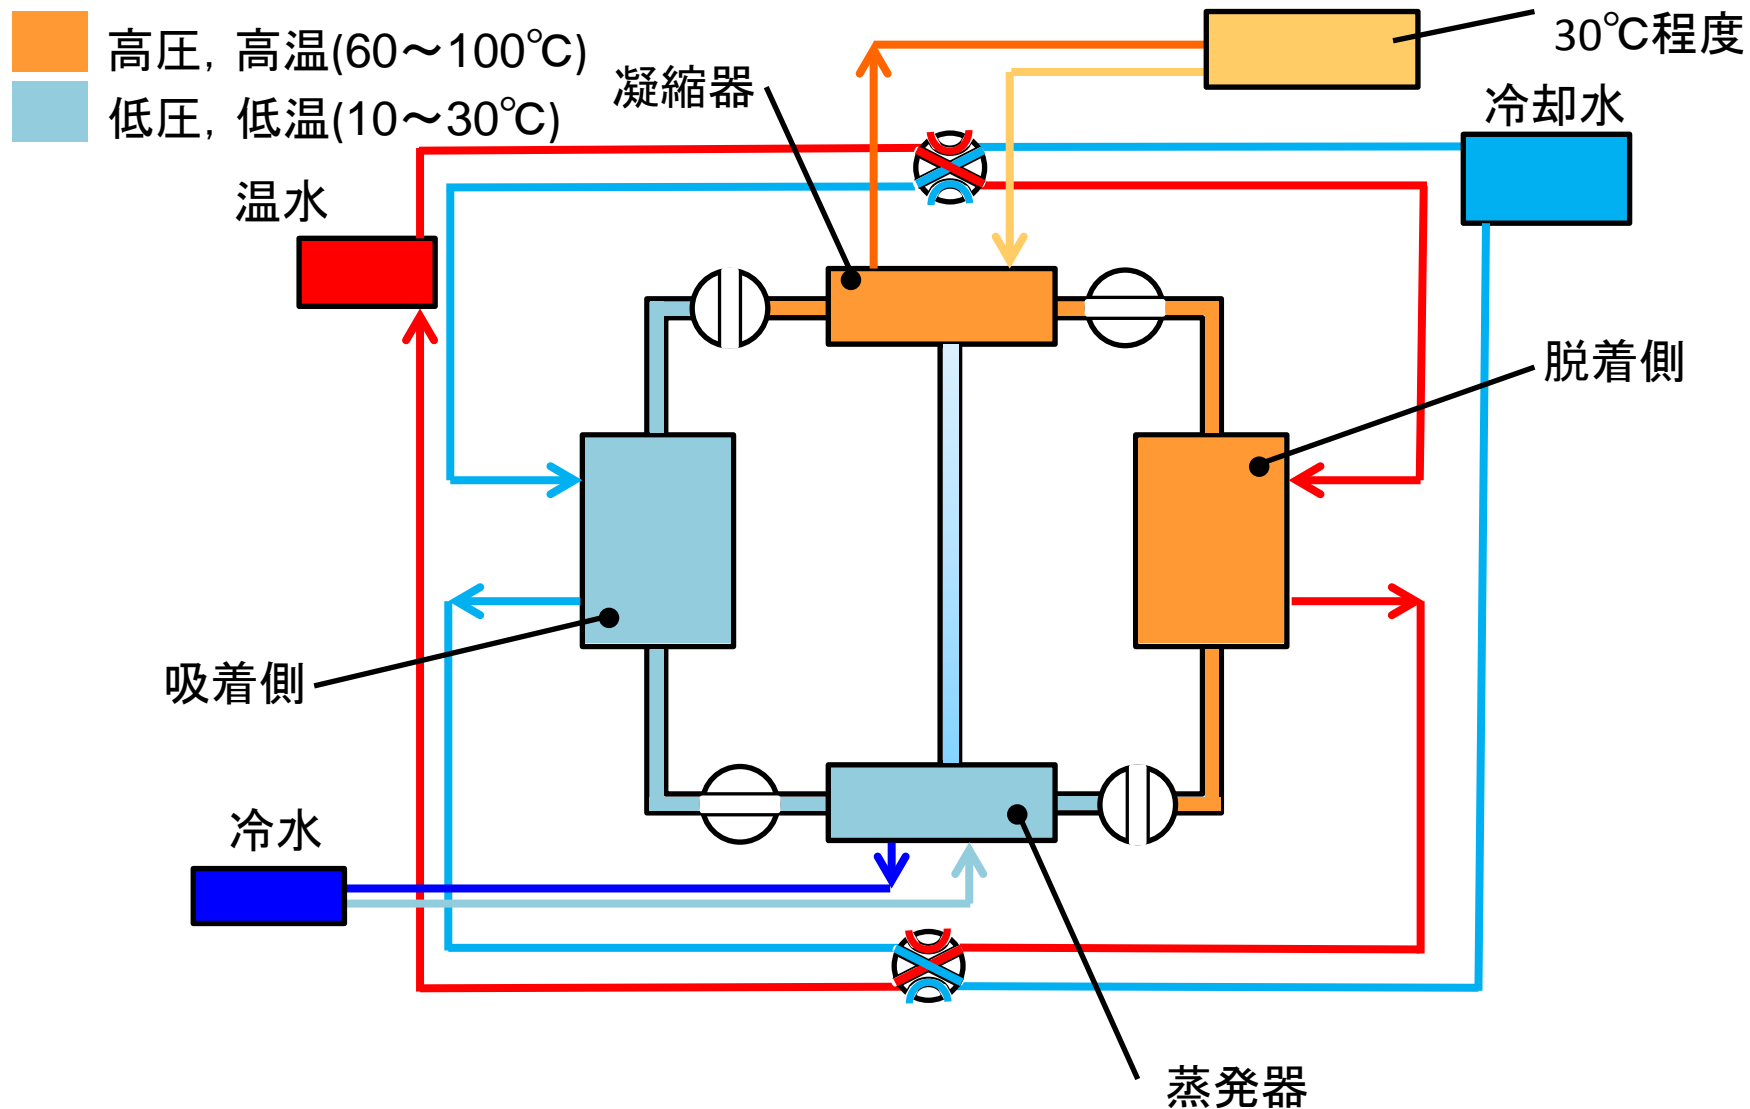 高圧，高温(60～100℃)
低圧，低温(10～30℃)
凝縮器
30℃程度
冷却水
温水
脱着側
吸着側
冷水
蒸発器